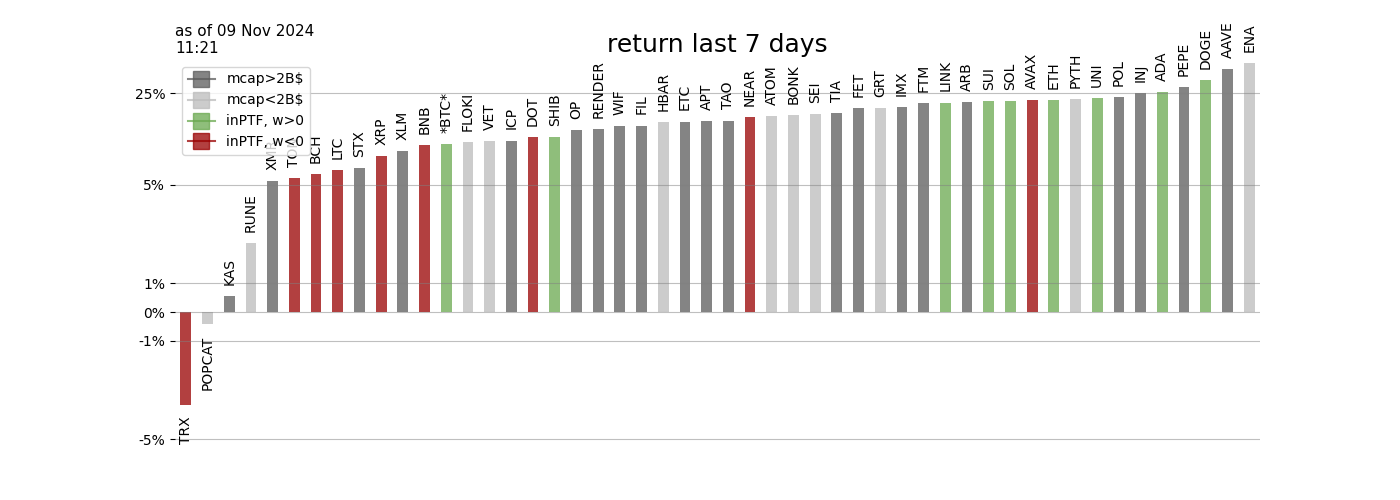 as of 09 Nov 2024
11:21
return last 7 days
mcap>2B$
mcap<2B$
inPTF, w>0
inPTF, w<0
25%
5%
1%
0%
-1%
-5%
TRX
POPCAT
KAS
RUNE
XMR
TON
BCH
LTC
STX
XRP
XLM
BNB
*BTC*
FLOKI
VET
ICP
DOT
SHIB
OP
RENDER
WIF
FIL
HBAR
ETC
APT
TAO
NEAR
ATOM
BONK
SEI
TIA
FET
GRT
IMX
FTM
LINK
ARB
SUI
SOL
AVAX
ETH
PYTH
UNI
POL
INJ
ADA
PEPE
DOGE
AAVE
ENA